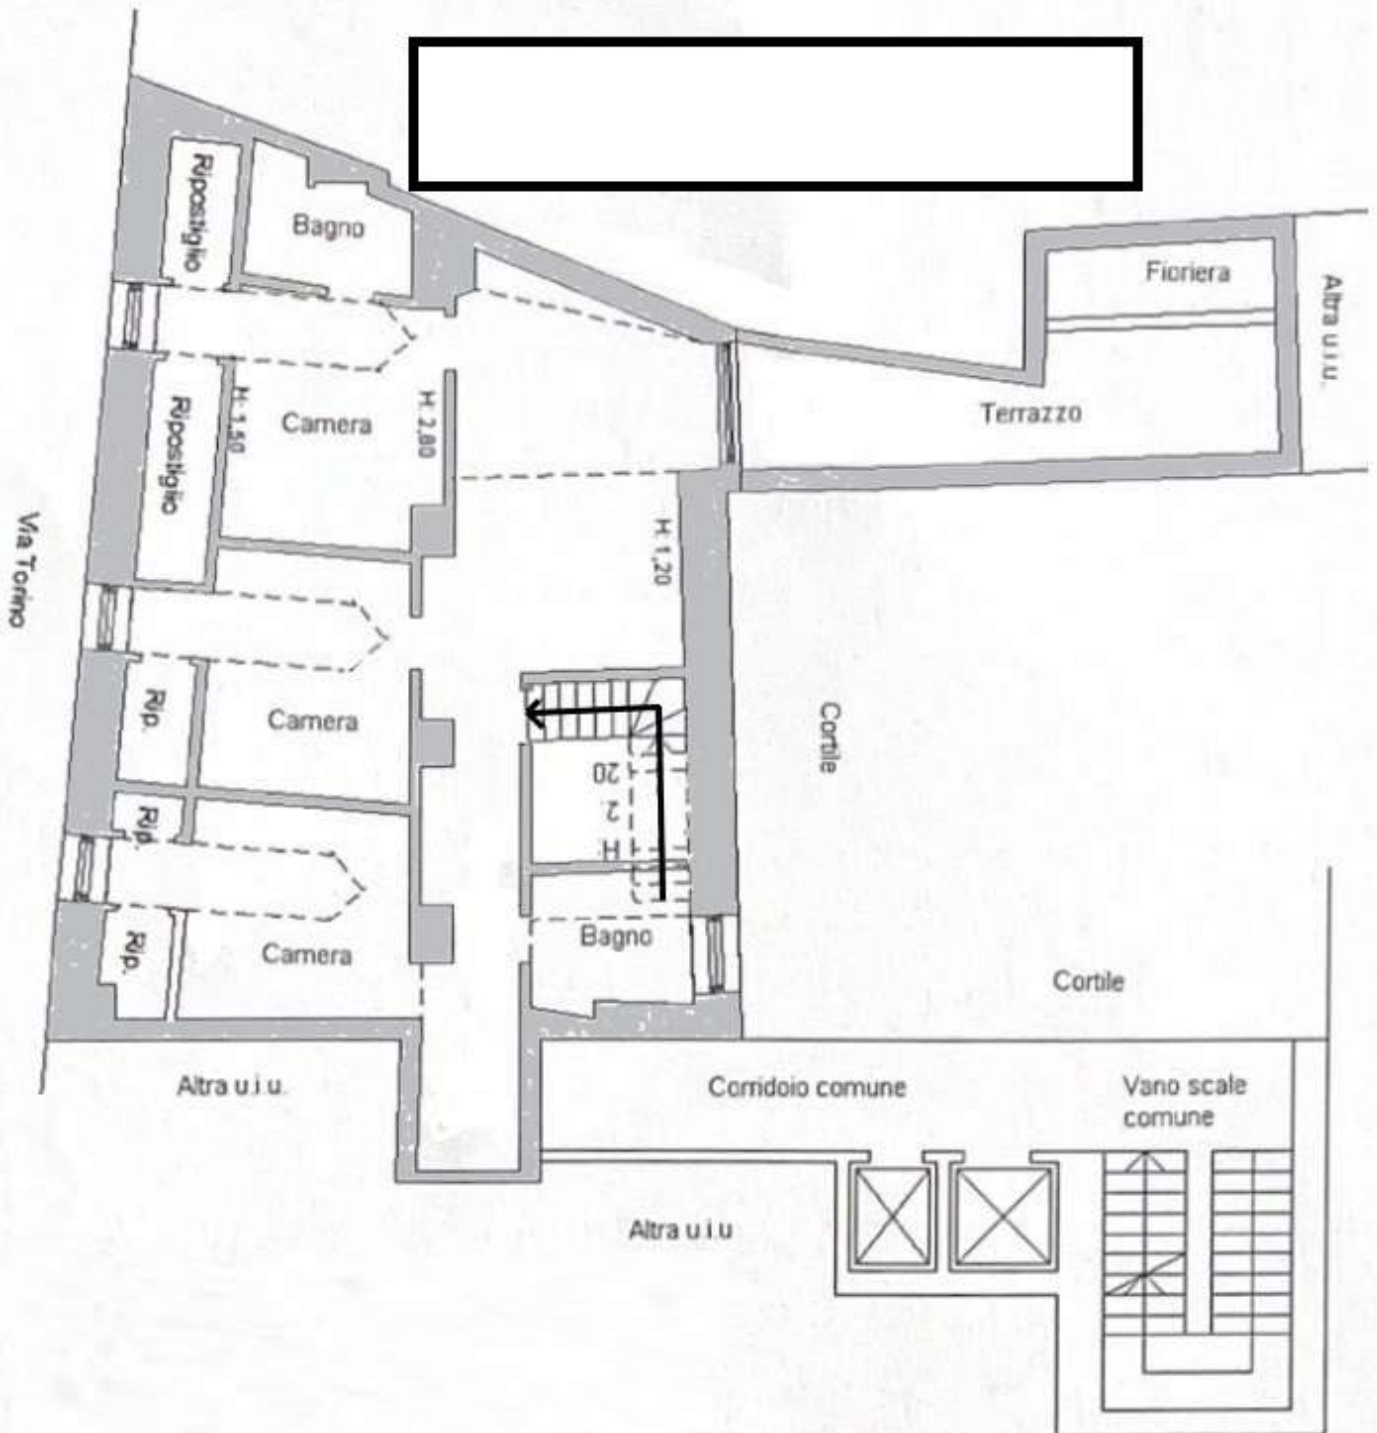 Ripostiglio
Bagno
Fioriera
Altra u.i.u.
Terrazzo
Ripostiglio
H: 1,50
Camera
H: 2,80
H: 1,20
Via Torino
Rip.
Camera
Cortile
H 2 20
Rip.
Rip.
Camera
Bagno
Cortile
Altra u.i.u.
Corridoio comune
Vano scale
comune
Altra u.i.u